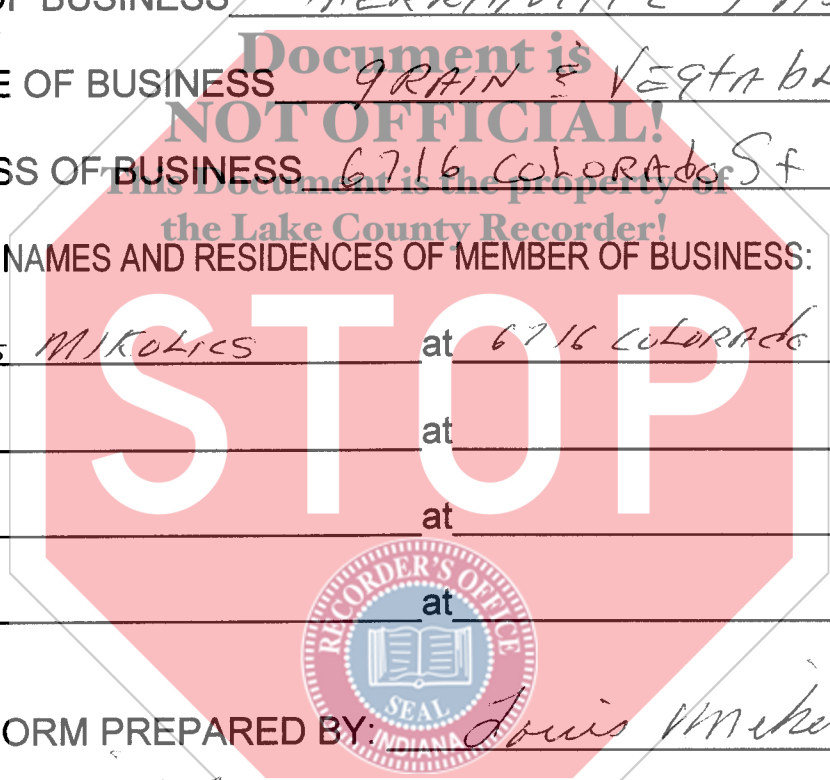 OF BUSINESS MERRILLVILLE
Document is
E OF BUSINESS GRAIN & VEGTABL
NOT OFFICIAL!
SS OF BUSINESS 6716 COLORADO St
This Document is the property of
the Lake County Recorder!
NAMES AND RESIDENCES OF MEMBER OF BUSINESS:
MIKOLICS at 6716 COLORADO
STOP
at
at
at
RECORDER'S OFFICE
SEAL
INDIANA
ORM PREPARED BY: Louis